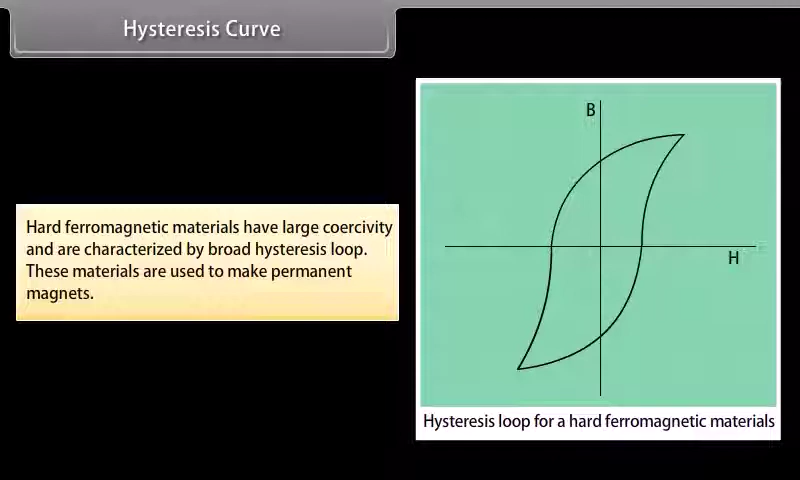 Hysteresis Curve
Hard ferromagnetic materials have large coercivity
and are characterized by broad hysteresis loop.
These materials are used to make permanent
magnets.
B
H
Hysteresis loop for a hard ferromagnetic materials